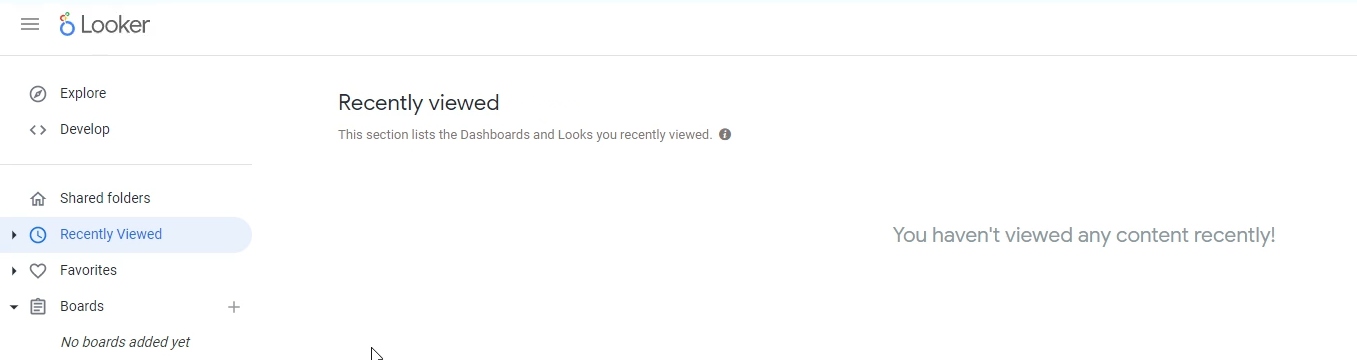 Looker
Explore
Develop
Shared folders
Recently Viewed
Favorites
Boards
No boards added yet
Recently viewed
This section lists the Dashboards and Looks you recently viewed.
You haven't viewed any content recently!